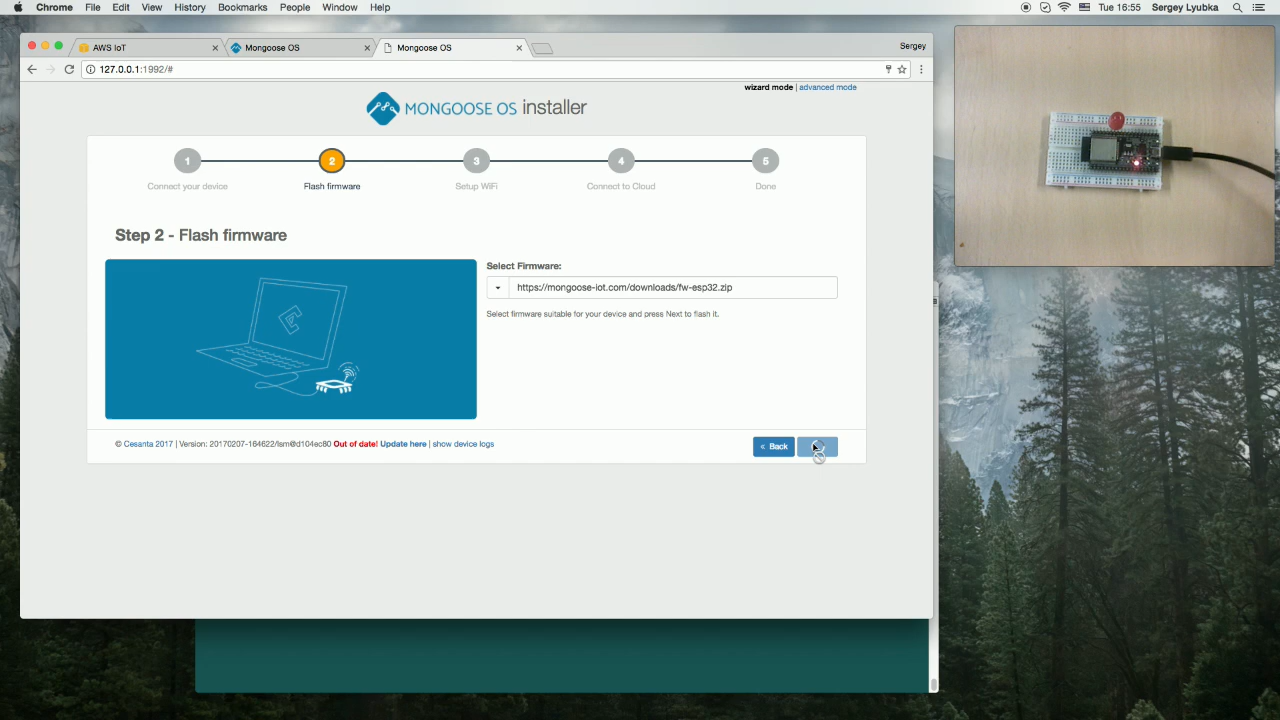 Chrome File Edit View History Bookmarks People Window Help Tue 16:55 Sergey Lyubka
AWS IoT Mongoose OS Mongoose OS Sergey
127.0.0.1:1992/#
wizard mode | advanced mode
MONGOOSE OS installer
1 2 3 4 5
Connect your device Flash firmware Setup WiFi Connect to Cloud Done
Step 2 - Flash firmware
Select Firmware:
https://mongoose-iot.com/downloads/fw-esp32.zip
Select firmware suitable for your device and press Next to flash it.
© Cesanta 2017 | Version: 20170207-164622/lsm@d104ec80 Out of date! Update here | show device logs
« Back